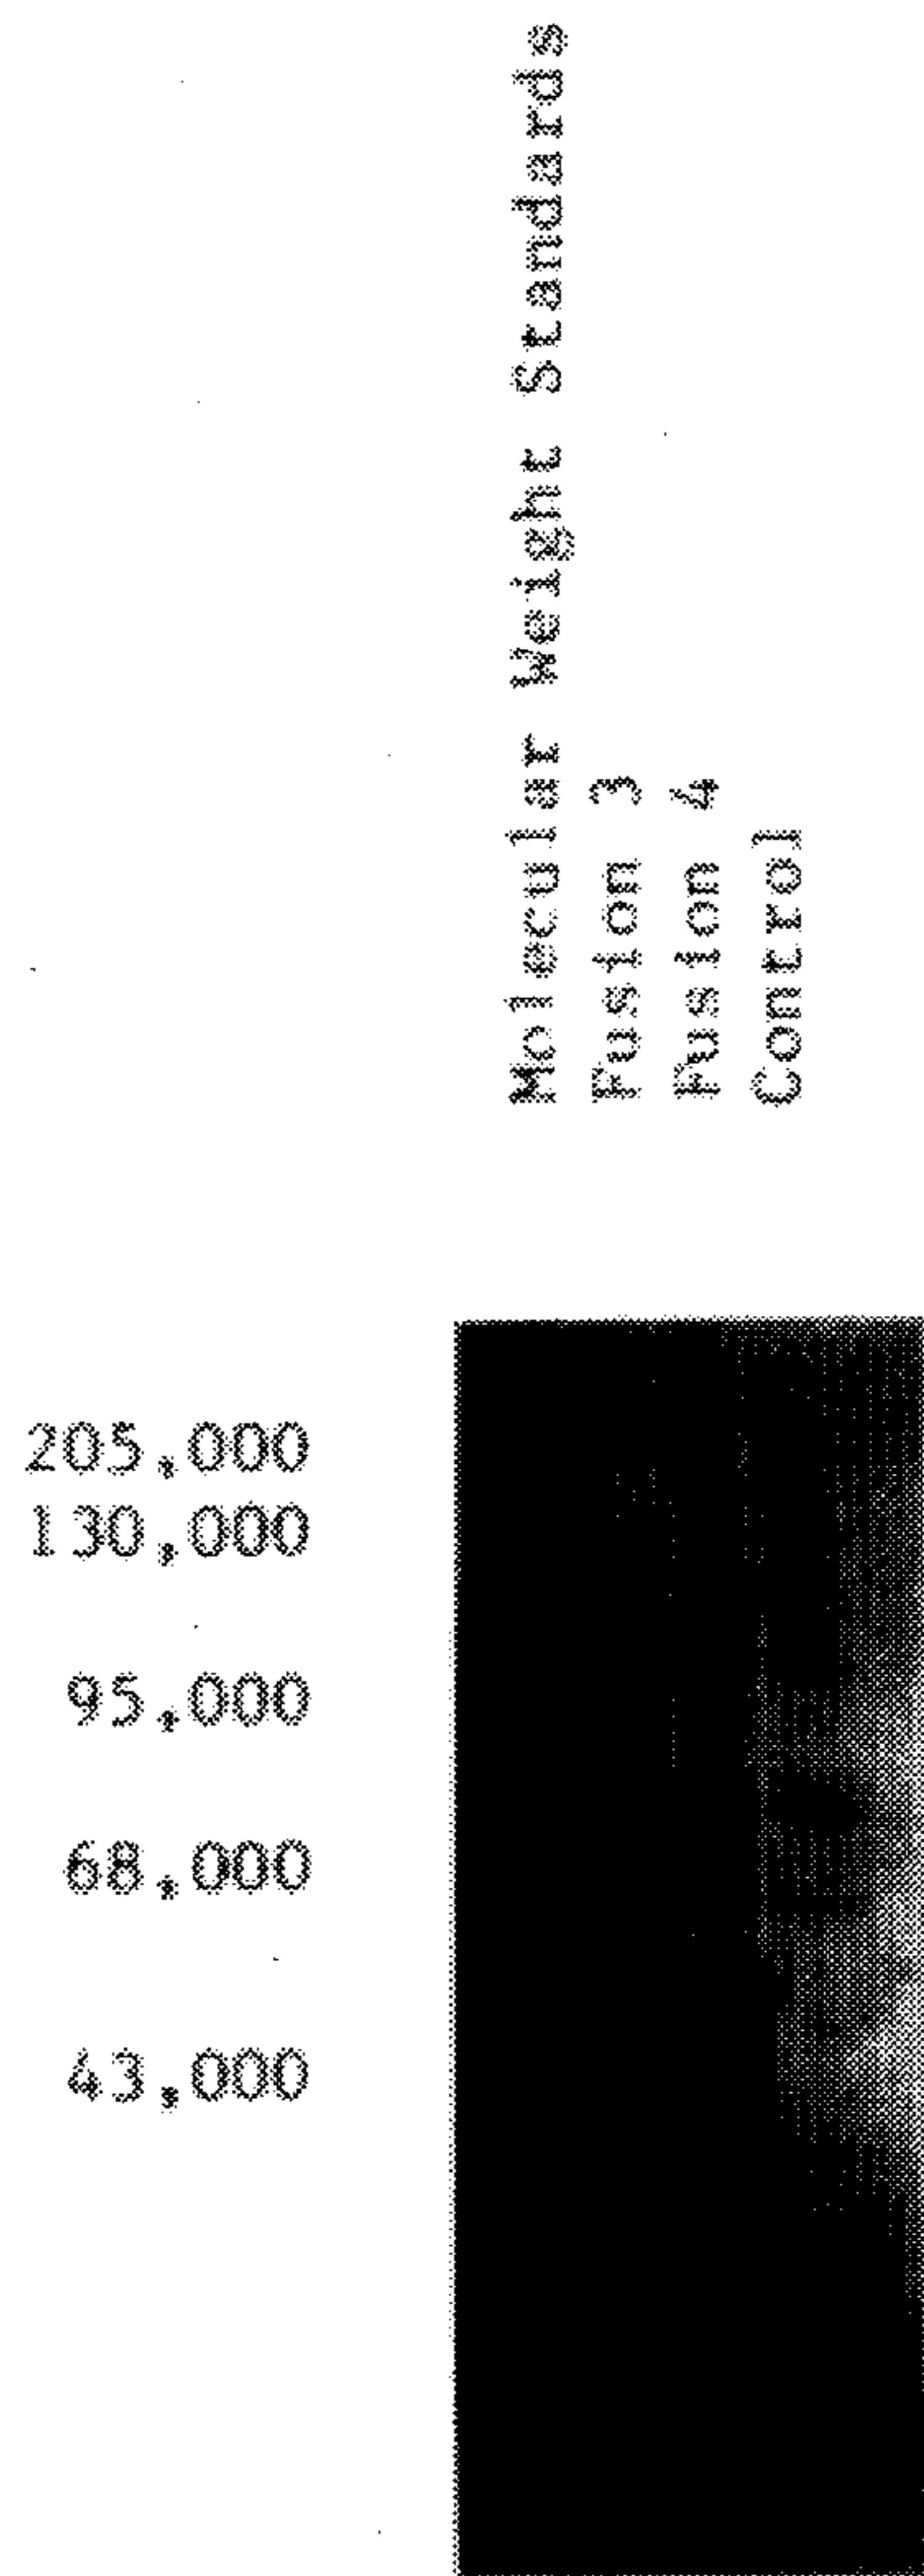 Molecular Weight Standards
Fusion 3
Fusion 4
Control
205,000
130,000
95,000
68,000
43,000